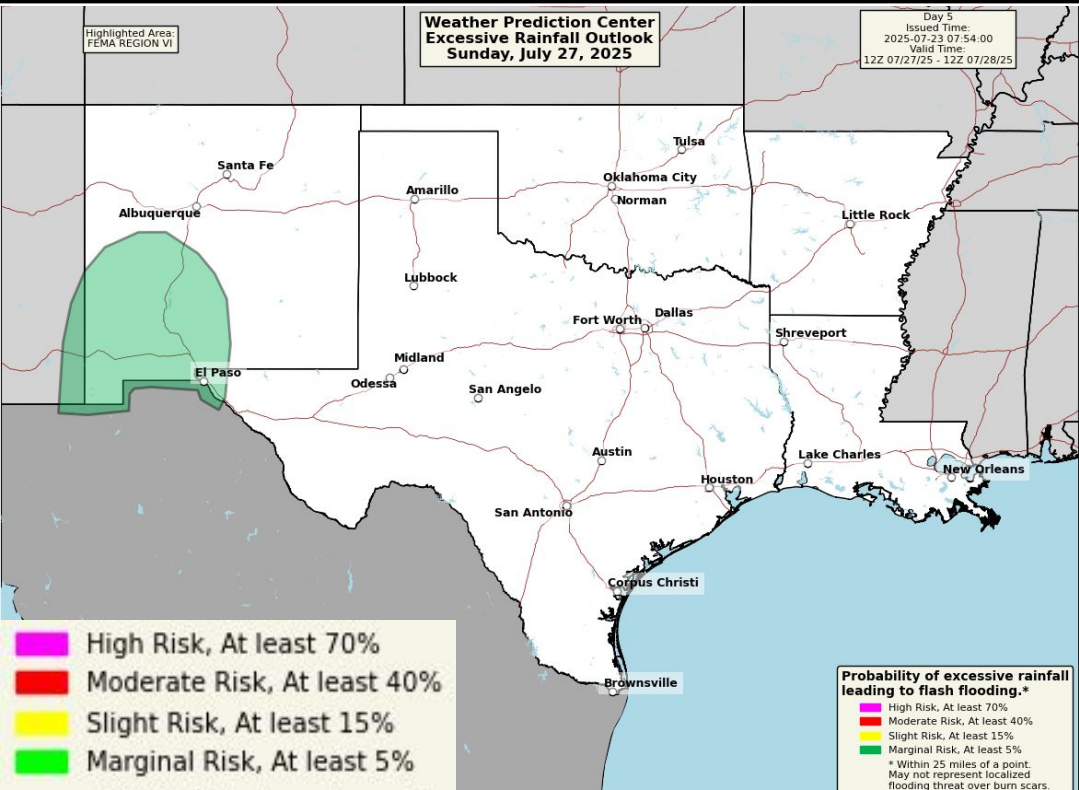 Highlighted Area:
FEMA REGION VI
Weather Prediction Center
Excessive Rainfall Outlook
Sunday, July 27, 2025
Day 5
Issued Time:
2025-07-23 07:54:00
Valid Time:
12Z 07/27/25 - 12Z 07/28/25
Santa Fe
Albuquerque
Amarillo
Tulsa
Oklahoma City
Norman
Little Rock
Lubbock
Fort Worth
Dallas
Shreveport
El Paso
Midland
Odessa
San Angelo
Austin
Lake Charles
New Orleans
Houston
San Antonio
Corpus Christi
Brownsville
High Risk, At least 70%
Moderate Risk, At least 40%
Slight Risk, At least 15%
Marginal Risk, At least 5%
Probability of excessive rainfall
leading to flash flooding.*
High Risk, At least 70%
Moderate Risk, At least 40%
Slight Risk, At least 15%
Marginal Risk, At least 5%
* Within 25 miles of a point.
May not represent localized
flooding threat over burn scars.